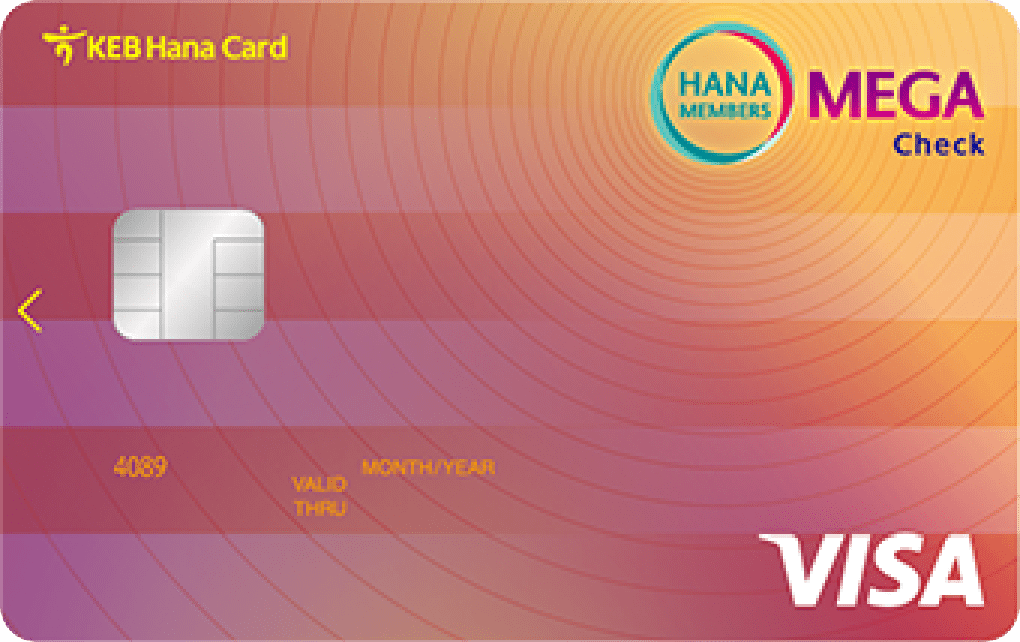 KEB Hana Card
HANA
MEMBERS
MEGA
Check
4089
MONTH/YEAR
VALID
THRU
VISA